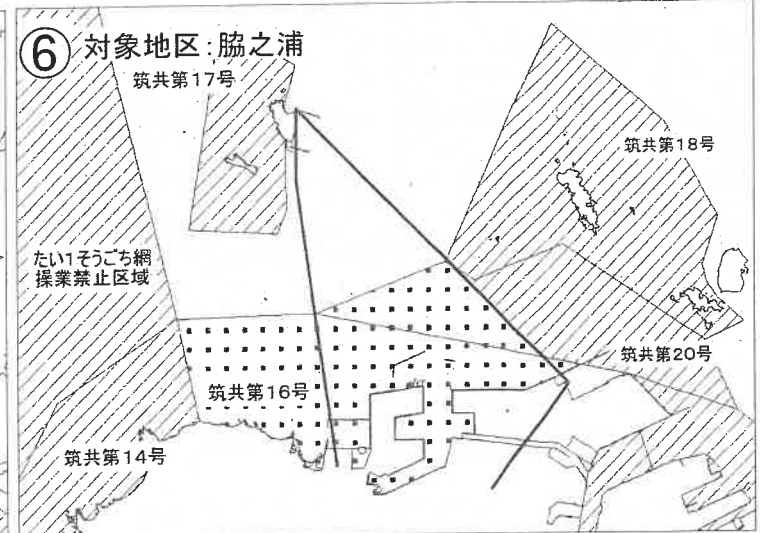 ⑥ 対象地区:脇之浦
筑共第17号
筑共第18号
たい1そうごち網
操業禁止区域
筑共第20号
筑共第16号
筑共第14号